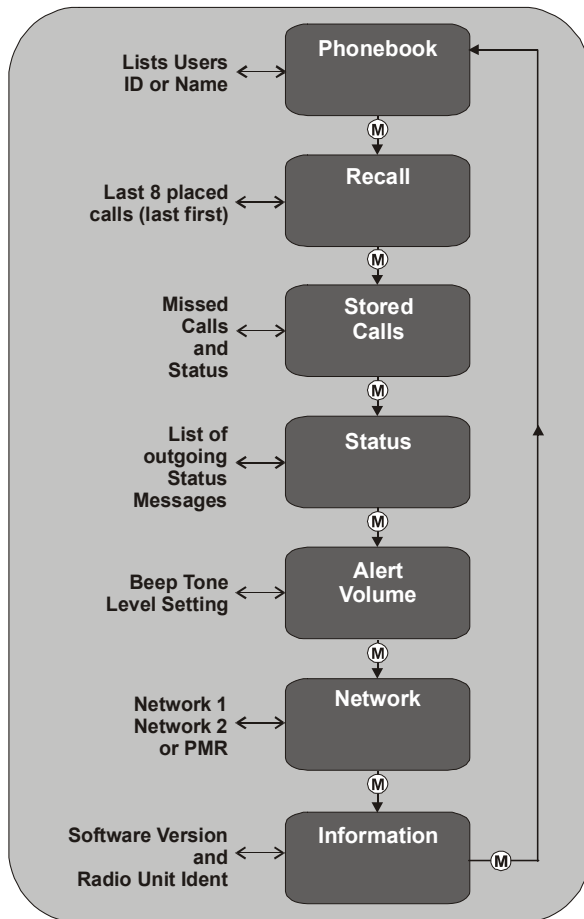 Phonebook
Lists Users
ID or Name
M
Recall
Last 8 placed
calls (last first)
M
Stored
Calls
Missed
Calls
and
Status
M
Status
List of
outgoing
Status
Messages
M
Alert
Volume
Beep Tone
Level Setting
M
Network
Network 1
Network 2
or PMR
M
Information
Software Version
and
Radio Unit Ident
M